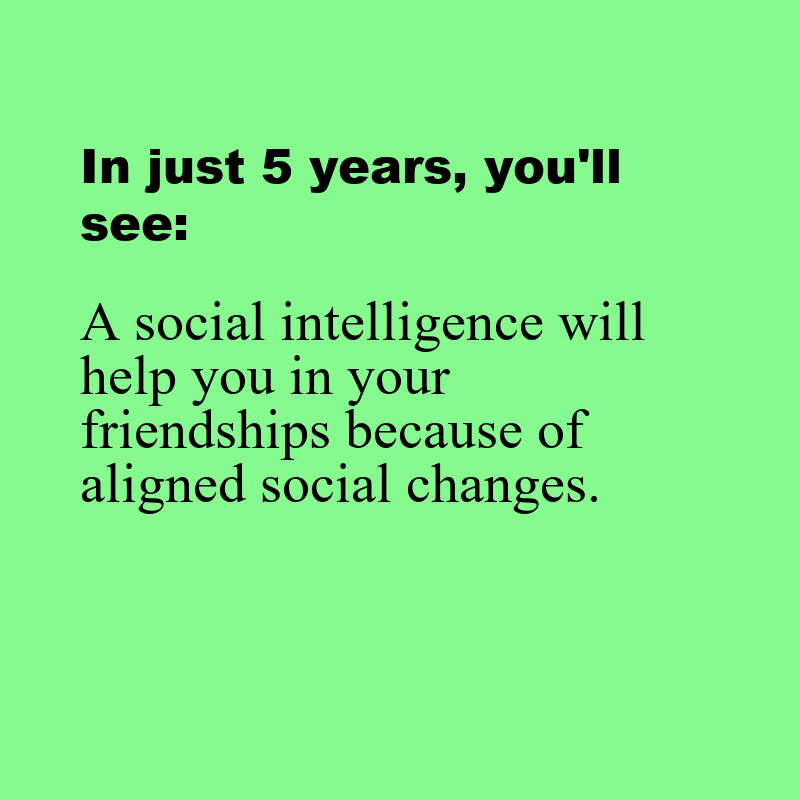 In just 5 years, you'll
see:
A social intelligence will
help you in your
friendships because of
aligned social changes.